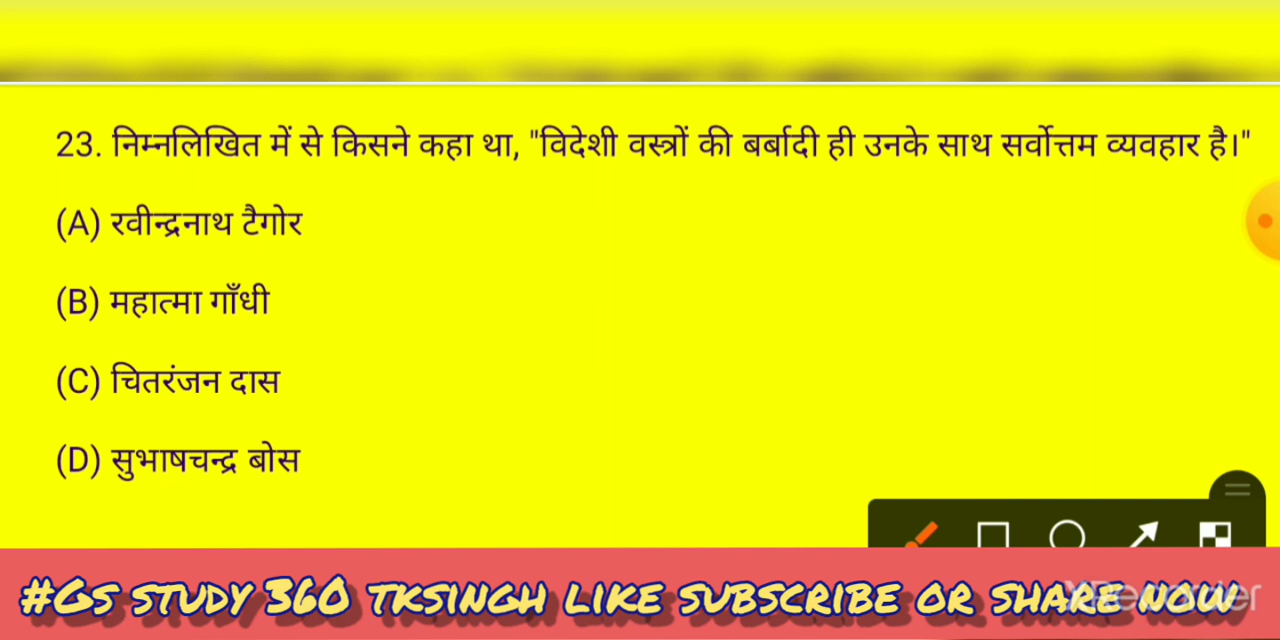 23. निम्नलिखित में से किसने कहा था, "विदेशी वस्त्रों की बर्बादी ही उनके साथ सर्वोत्तम व्यवहार है।"
(A) रवीन्द्रनाथ टैगोर
(B) महात्मा गाँधी
(C) चितरंजन दास
(D) सुभाषचन्द्र बोस
#Gs study 360 tksingh like subscribe or share now
XRecorder